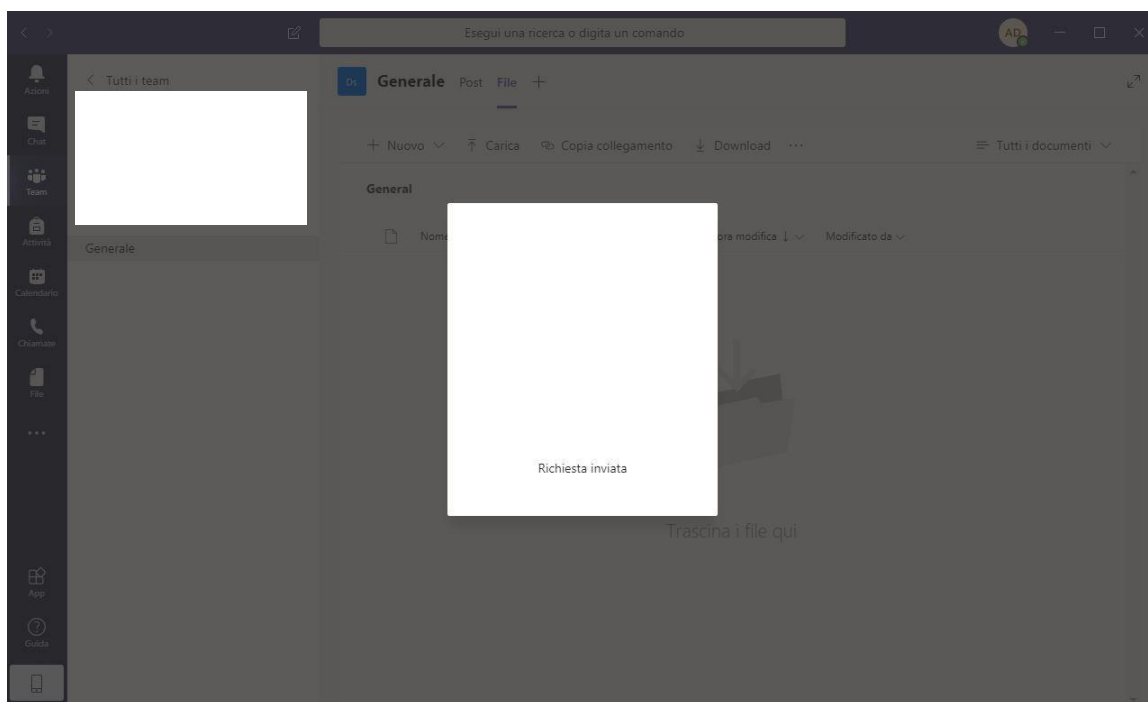 Esegui una ricerca o digita un comando
AD
Azioni
Tutti i team
Ds Generale Post File
Chat
Nuovo Carica Copia collegamento Download ... Tutti i documenti
Team
General
Attività
Generale
Nome ora modifica Modificato da
Calendario
Chiamate
File
Richiesta inviata
Trascina i file qui
App
Guida